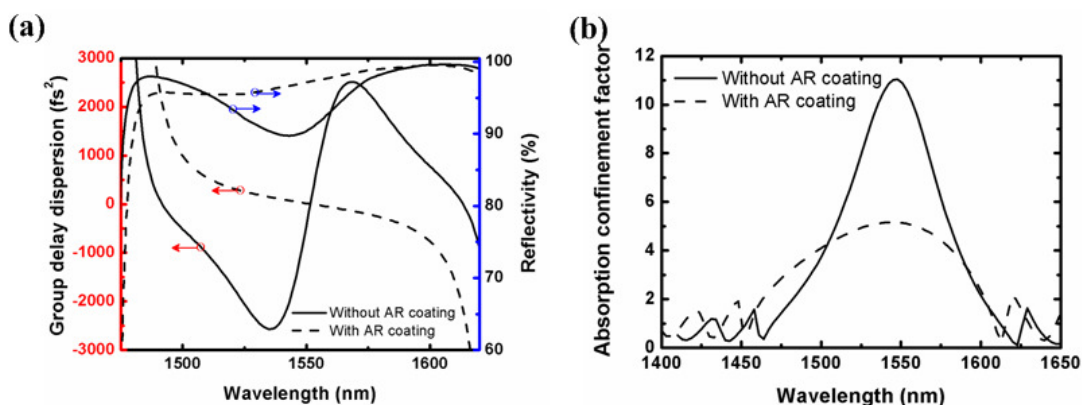 (a)
Group delay dispersion (fs²)
3000
2000
1000
0
-1000
-2000
-3000
1500
1550
1600
Wavelength (nm)
100
90
80
70
60
Reflectivity (%)
Without AR coating
With AR coating
(b)
Absorption confinement factor
12
10
8
6
4
2
0
1400
1450
1500
1550
1600
1650
Wavelength (nm)
Without AR coating
With AR coating